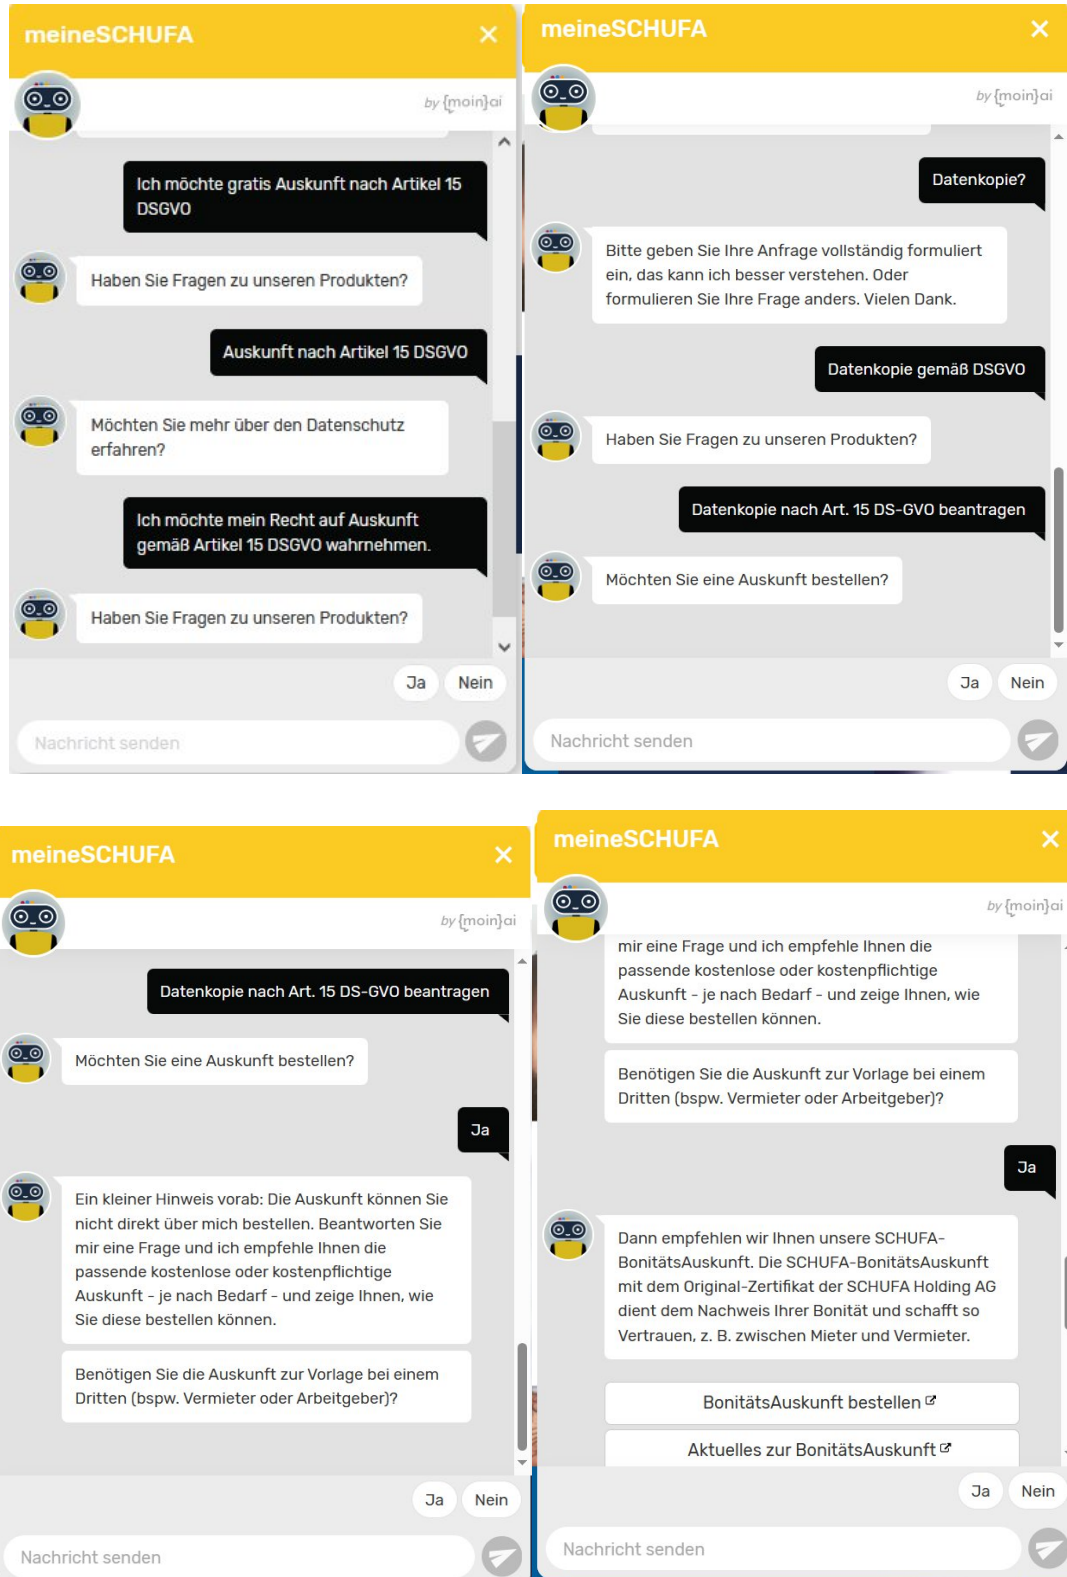 meineSCHUFA
by {moin}ai
Ich möchte gratis Auskunft nach Artikel 15
DSGVO
Haben Sie Fragen zu unseren Produkten?
Auskunft nach Artikel 15 DSGVO
Möchten Sie mehr über den Datenschutz
erfahren?
Ich möchte mein Recht auf Auskunft
gemäß Artikel 15 DSGVO wahrnehmen.
Haben Sie Fragen zu unseren Produkten?
Ja Nein
Nachricht senden
meineSCHUFA
by {moin}ai
Datenkopie?
Bitte geben Sie Ihre Anfrage vollständig formuliert
ein, das kann ich besser verstehen. Oder
formulieren Sie Ihre Frage anders. Vielen Dank.
Datenkopie gemäß DSGVO
Haben Sie Fragen zu unseren Produkten?
Datenkopie nach Art. 15 DS-GVO beantragen
Möchten Sie eine Auskunft bestellen?
Ja Nein
Nachricht senden
meineSCHUFA
by {moin}ai
Datenkopie nach Art. 15 DS-GVO beantragen
Möchten Sie eine Auskunft bestellen?
Ja
Ein kleiner Hinweis vorab: Die Auskunft können Sie
nicht direkt über mich bestellen. Beantworten Sie
mir eine Frage und ich empfehle Ihnen die
passende kostenlose oder kostenpflichtige
Auskunft - je nach Bedarf - und zeige Ihnen, wie
Sie diese bestellen können.
Benötigen Sie die Auskunft zur Vorlage bei einem
Dritten (bspw. Vermieter oder Arbeitgeber)?
Ja Nein
Nachricht senden
meineSCHUFA
by {moin}ai
mir eine Frage und ich empfehle Ihnen die
passende kostenlose oder kostenpflichtige
Auskunft - je nach Bedarf - und zeige Ihnen, wie
Sie diese bestellen können.
Benötigen Sie die Auskunft zur Vorlage bei einem
Dritten (bspw. Vermieter oder Arbeitgeber)?
Ja
Dann empfehlen wir Ihnen unsere SCHUFA-
BonitätsAuskunft. Die SCHUFA-BonitätsAuskunft
mit dem Original-Zertifikat der SCHUFA Holding AG
dient dem Nachweis Ihrer Bonität und schafft so
Vertrauen, z. B. zwischen Mieter und Vermieter.
BonitätsAuskunft bestellen
Aktuelles zur BonitätsAuskunft
Ja Nein
Nachricht senden